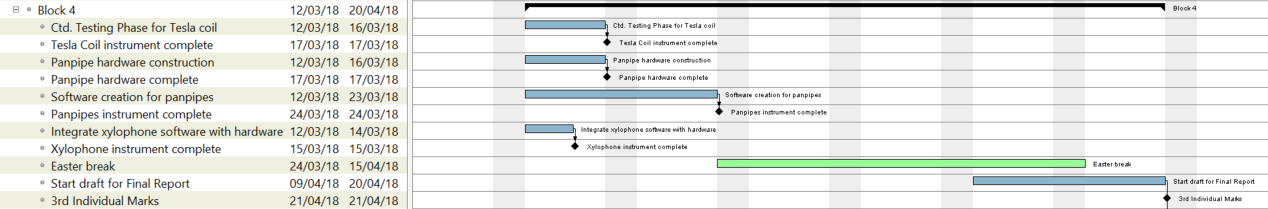 Block 4 12/03/18 20/04/18 Block 4
Ctd. Testing Phase for Tesla coil 12/03/18 16/03/18 Ctd. Testing Phase for Tesla coil
Tesla Coil instrument complete 17/03/18 17/03/18 Tesla Coil instrument complete
Panpipe hardware construction 12/03/18 16/03/18 Panpipe hardware construction
Panpipe hardware complete 17/03/18 17/03/18 Panpipe hardware complete
Software creation for panpipes 12/03/18 23/03/18 Software creation for panpipes
Panpipes instrument complete 24/03/18 24/03/18 Panpipes instrument complete
Integrate xylophone software with hardware 12/03/18 14/03/18 Integrate xylophone software with hardware
Xylophone instrument complete 15/03/18 15/03/18 Xylophone instrument complete
Easter break 24/03/18 15/04/18 Easter break
Start draft for Final Report 09/04/18 20/04/18 Start draft for Final Report
3rd Individual Marks 21/04/18 21/04/18 3rd Individual Marks